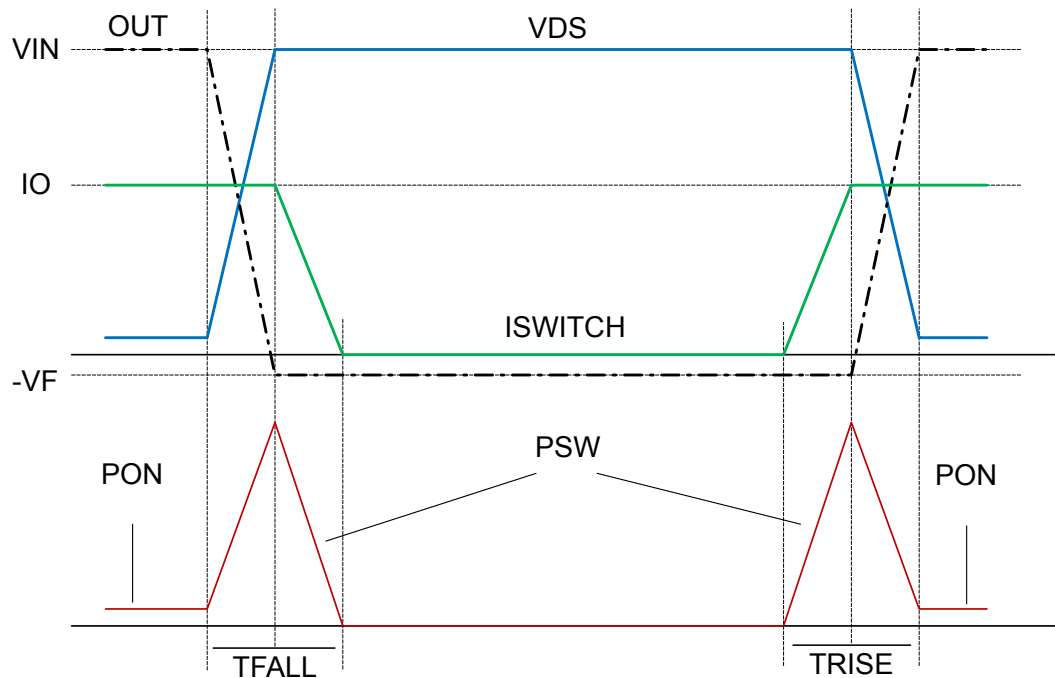 OUT
VDS
VIN
IO
ISWITCH
-VF
PSW
PON
PON
TFALL
TRISE